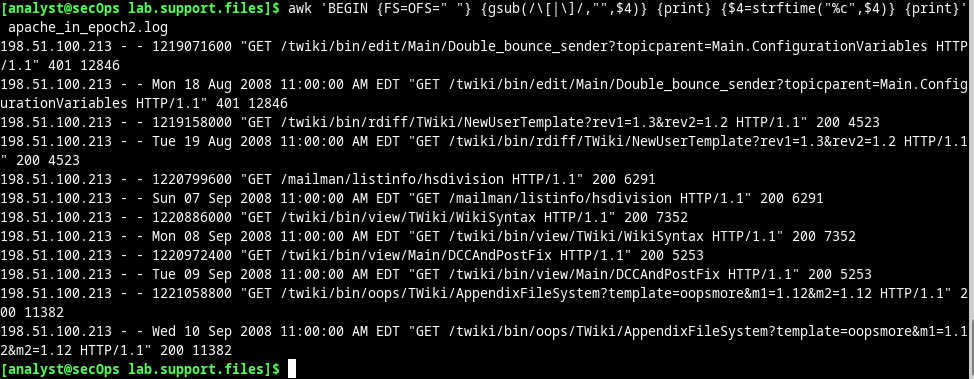 [analyst@secOps lab.support.files]$ awk 'BEGIN {FS=OFS=" "} {gsub(/\[|\]/,"",$4)} {print} {$4=strftime("%c",$4)} {print}'
apache_in_epoch2.log
198.51.100.213 - - 1219071600 "GET /twiki/bin/edit/Main/Double_bounce_sender?topicparent=Main.ConfigurationVariables HTTP
/1.1" 401 12846
198.51.100.213 - - Mon 18 Aug 2008 11:00:00 AM EDT "GET /twiki/bin/edit/Main/Double_bounce_sender?topicparent=Main.Config
urationVariables HTTP/1.1" 401 12846
198.51.100.213 - - 1219158000 "GET /twiki/bin/rdiff/TWiki/NewUserTemplate?rev1=1.3&rev2=1.2 HTTP/1.1" 200 4523
198.51.100.213 - - Tue 19 Aug 2008 11:00:00 AM EDT "GET /twiki/bin/rdiff/TWiki/NewUserTemplate?rev1=1.3&rev2=1.2 HTTP/1.1
" 200 4523
198.51.100.213 - - 1220799600 "GET /mailman/listinfo/hsdivision HTTP/1.1" 200 6291
198.51.100.213 - - Sun 07 Sep 2008 11:00:00 AM EDT "GET /mailman/listinfo/hsdivision HTTP/1.1" 200 6291
198.51.100.213 - - 1220886000 "GET /twiki/bin/view/TWiki/WikiSyntax HTTP/1.1" 200 7352
198.51.100.213 - - Mon 08 Sep 2008 11:00:00 AM EDT "GET /twiki/bin/view/TWiki/WikiSyntax HTTP/1.1" 200 7352
198.51.100.213 - - 1220972400 "GET /twiki/bin/view/Main/DCCAndPostFix HTTP/1.1" 200 5253
198.51.100.213 - - Tue 09 Sep 2008 11:00:00 AM EDT "GET /twiki/bin/view/Main/DCCAndPostFix HTTP/1.1" 200 5253
198.51.100.213 - - 1221058800 "GET /twiki/bin/oops/TWiki/AppendixFileSystem?template=oopsmore&m1=1.12&m2=1.12 HTTP/1.1" 2
00 11382
198.51.100.213 - - Wed 10 Sep 2008 11:00:00 AM EDT "GET /twiki/bin/oops/TWiki/AppendixFileSystem?template=oopsmore&m1=1.1
2&m2=1.12 HTTP/1.1" 200 11382
[analyst@secOps lab.support.files]$